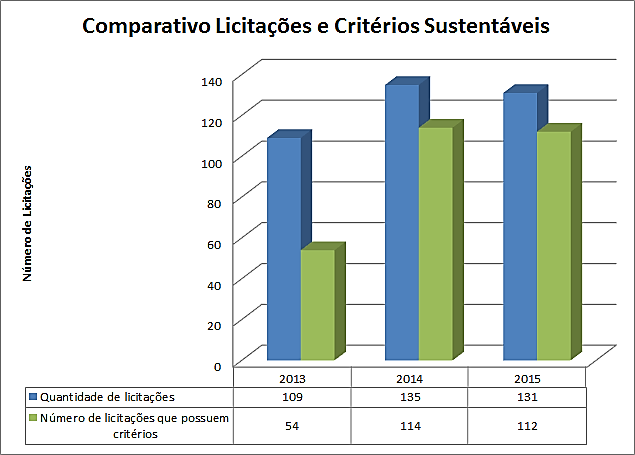 Comparativo Licitações e Critérios Sustentáveis
Número de Licitações
140
120
100
80
60
40
20
0
2013 2014 2015
Quantidade de licitações 109 135 131
Número de licitações que possuem
critérios 54 114 112